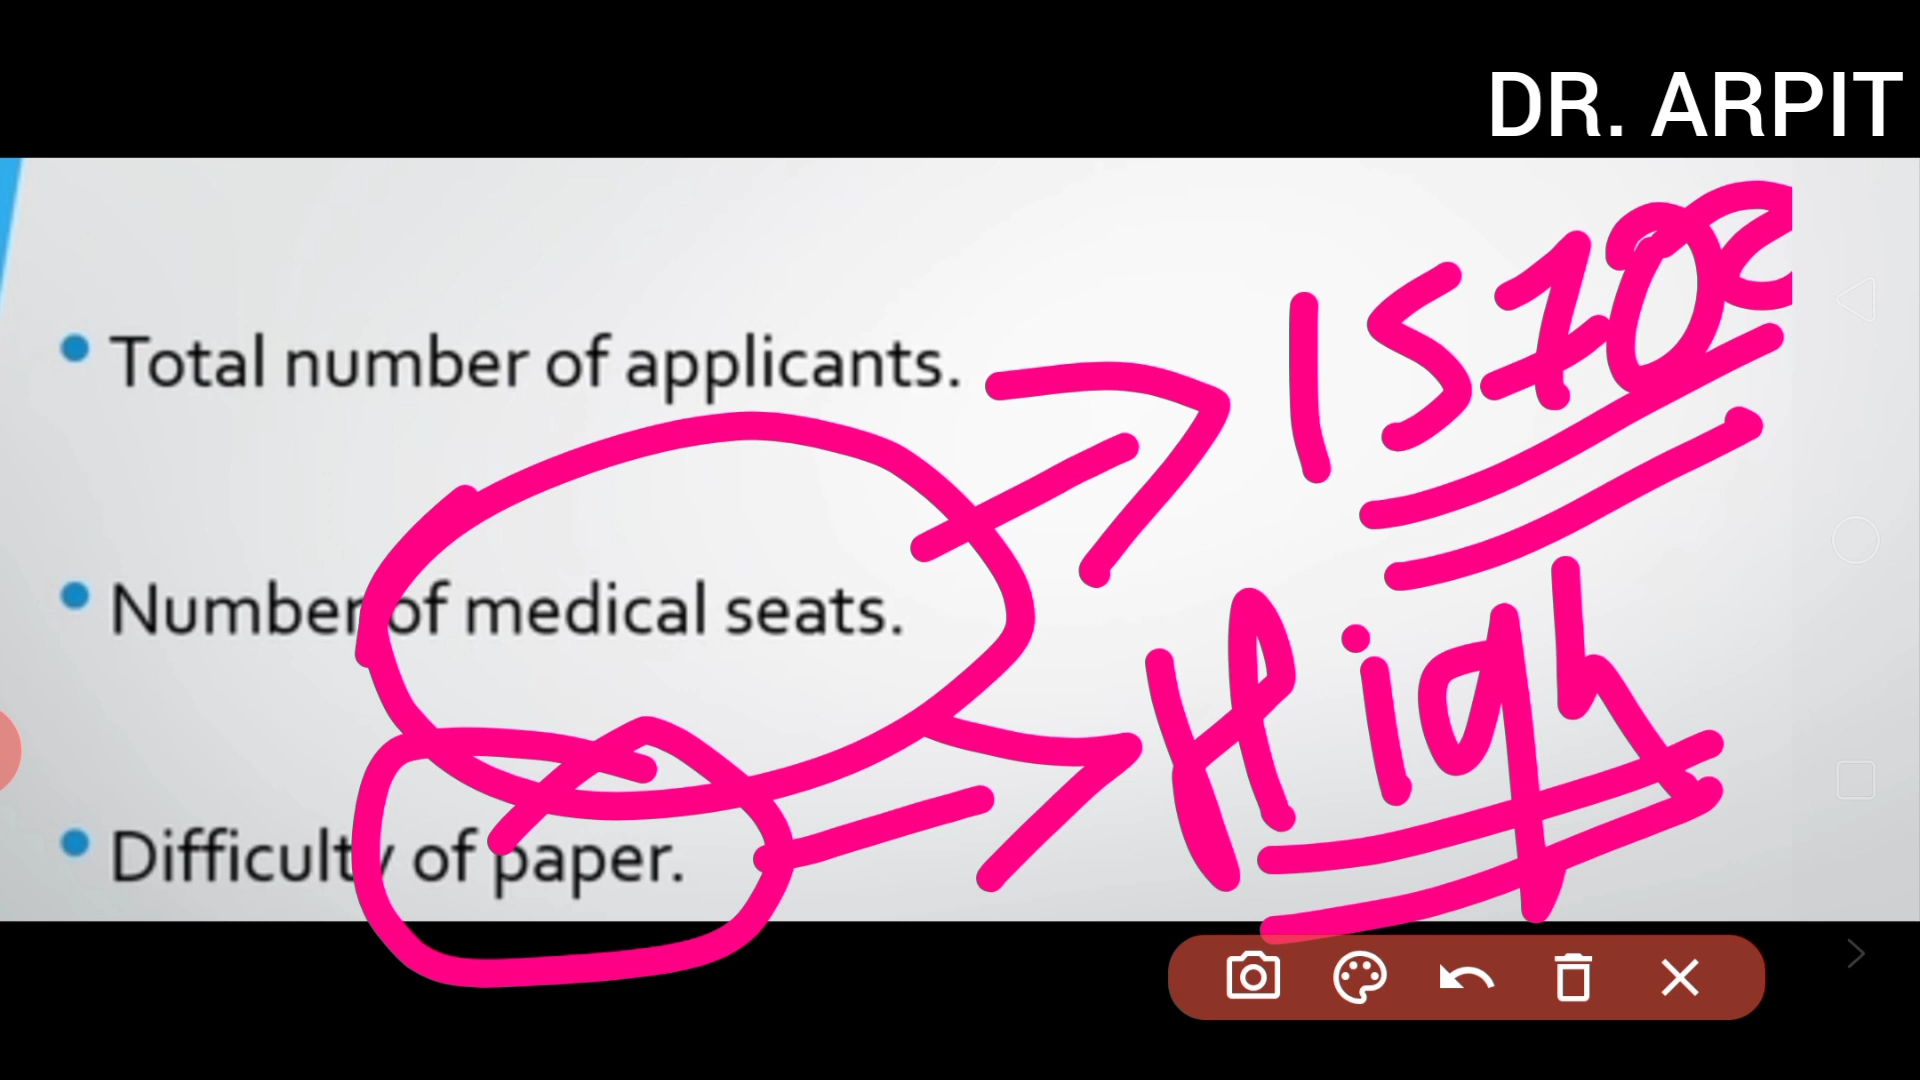 DR. ARPIT
Total number of applicants.
Number of medical seats.
High
Difficulty of paper.